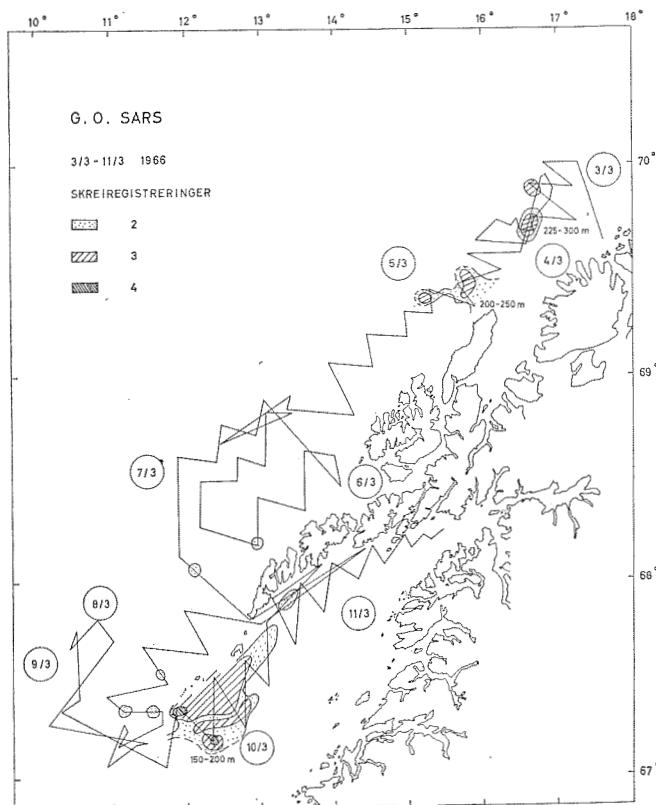 10° 11° 12° 13° 15° 16° 17° 18°
G. O. SARS
3/3 - 11/3 1966
SKREIREGISTRERINGER
2
3
4
70°
3/3
225-300 m
4/3
5/3
200-250 m
69°
7/3
6/3
68°
8/3
11/3
9/3
10/3
150-200 m
67°